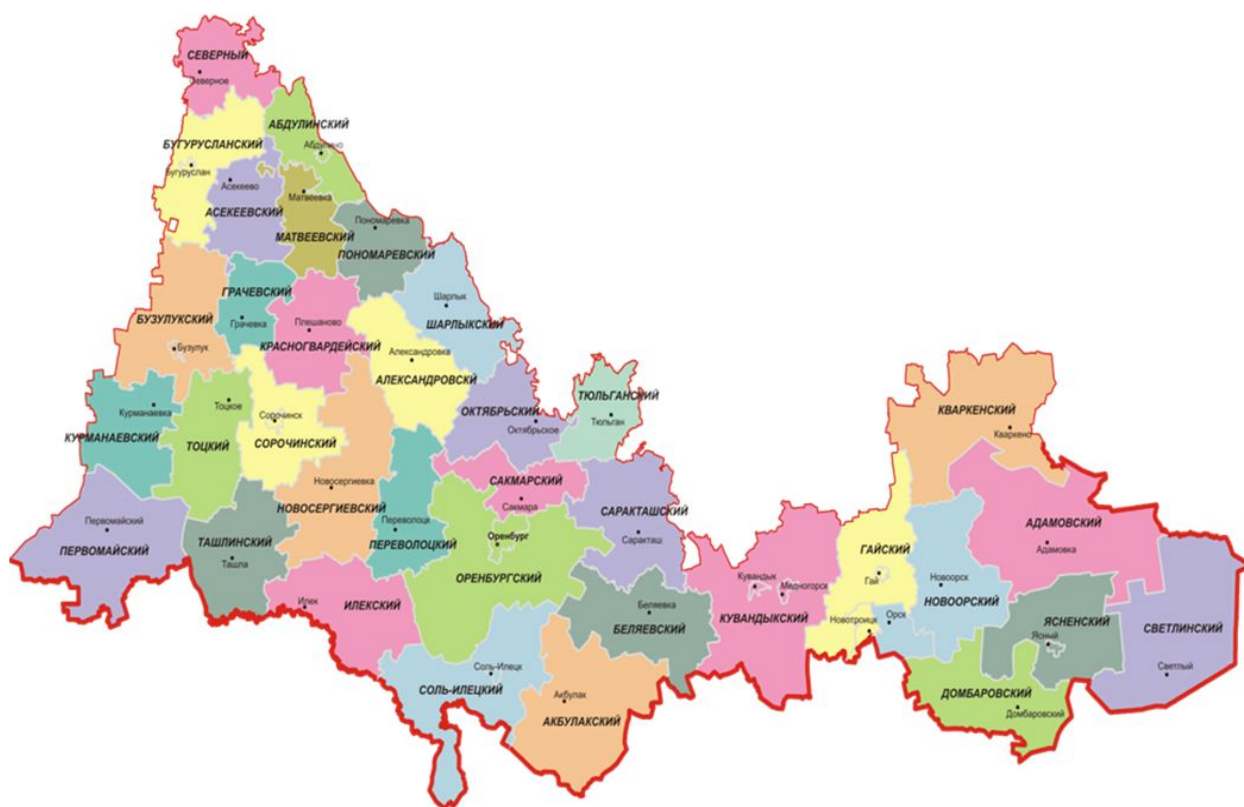 СЕВЕРНЫЙ
Северное
АБДУЛИНСКИЙ
БУГУРУСЛАНСКИЙ
Абдулино
Бугуруслан
Асекеево
Матвеевка
АСЕКЕЕВСКИЙ
Пономаревка
МАТВЕЕВСКИЙ
ПОНОМАРЕВСКИЙ
ГРАЧЕВСКИЙ
Шарлык
БУЗУЛУКСКИЙ
Грачевка
Плешаново
ШАРЛЫКСКИЙ
Бузулук
КРАСНОГВАРДЕЙСКИЙ
Александровка
АЛЕКСАНДРОВСКИ
ТЮЛЬГАНСКИЙ
Тоцкое
Курманаевка
ОКТЯБРЬСКИЙ
КВАРКЕНСКИЙ
Сорочинск
Октябрьское
Тюльган
Кваркено
КУРМАНАЕВСКИЙ
ТОЦКИЙ
СОРОЧИНСКИЙ
Новосергиевка
САКМАРСКИЙ
Сакмара
НОВОСЕРГИЕВСКИЙ
САРАКТАШСКИЙ
Первомайский
Переволоцк
Оренбург
Саракташ
АДАМОВСКИЙ
ПЕРВОМАЙСКИЙ
ТАШЛИНСКИЙ
ПЕРЕВОЛОЦКИЙ
Адамовка
ГАЙСКИЙ
Ташла
ОРЕНБУРГСКИЙ
Гай
Новоорск
Кувандык
Медногорск
НОВООРСКИЙ
Илек
ИЛЕКСКИЙ
Беляевка
БЕЛЯЕВСКИЙ
КУВАНДЫКСКИЙ
Новотроицк
Орск
ЯСНЕНСКИЙ
Ясный
СВЕТЛИНСКИЙ
Соль-Илецк
Светлый
СОЛЬ-ИЛЕЦКИЙ
Акбулак
ДОМБАРОВСКИЙ
Домбаровский
АКБУЛАКСКИЙ